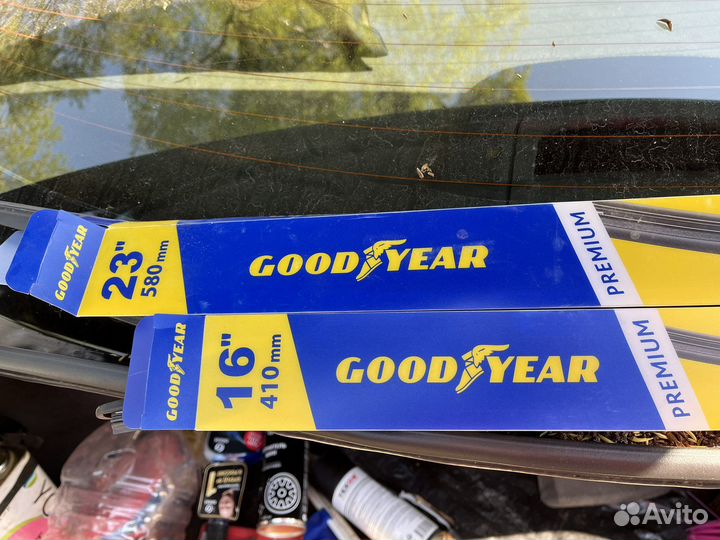 GOODYEAR
23"
580 mm
GOODYEAR
PREMIUM
GOODYEAR
16"
410 mm
GOODYEAR
PREMIUM
Avito